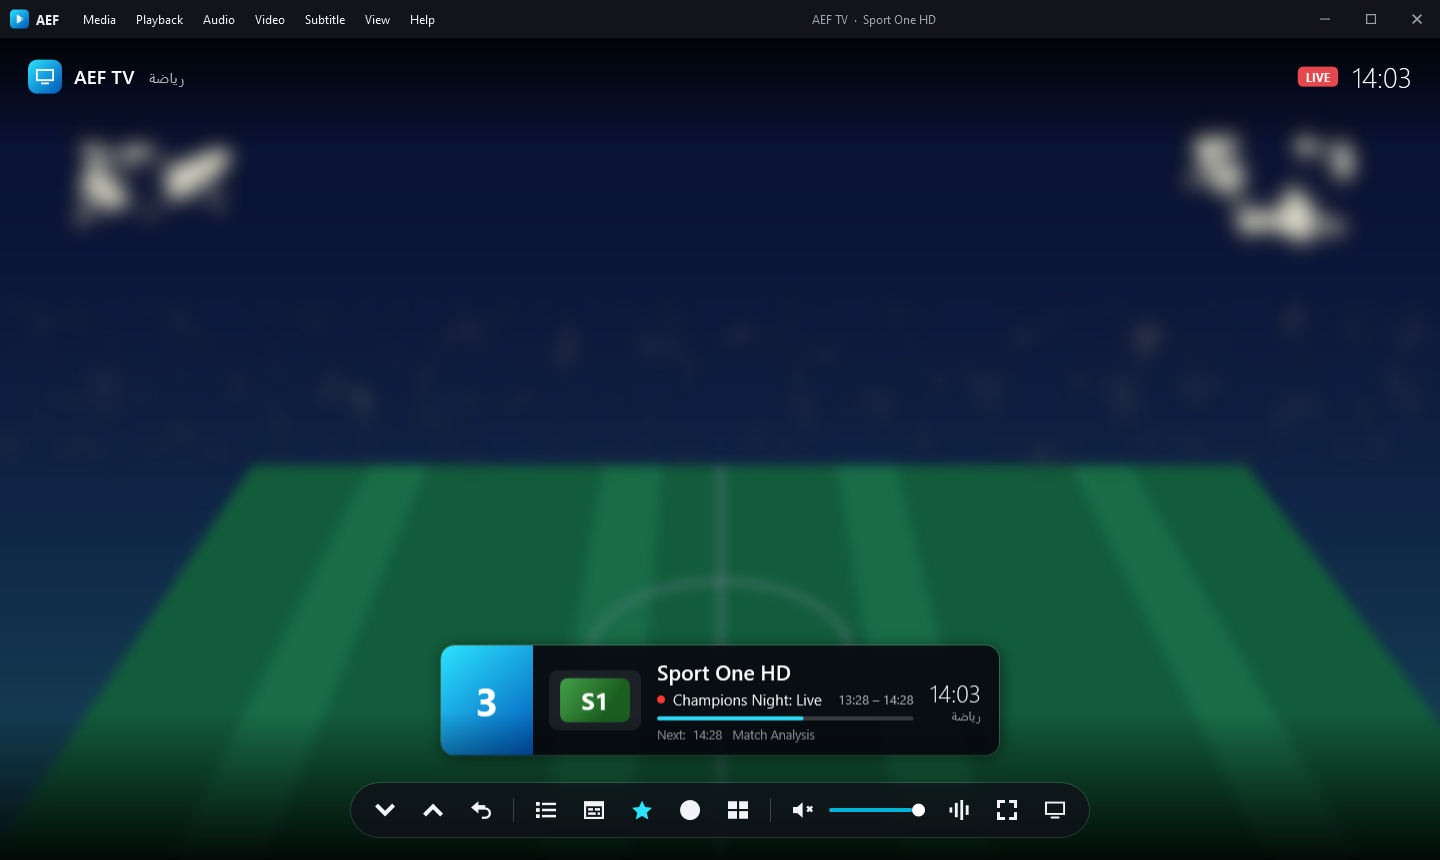 AEF Media Playback Audio Video Subtitle View Help
AEF TV · Sport One HD
AEF TV رياضة
LIVE 14:03
3
S1
Sport One HD
Champions Night: Live 13:28 – 14:28
Next: 14:28 Match Analysis
14:03
رياضة